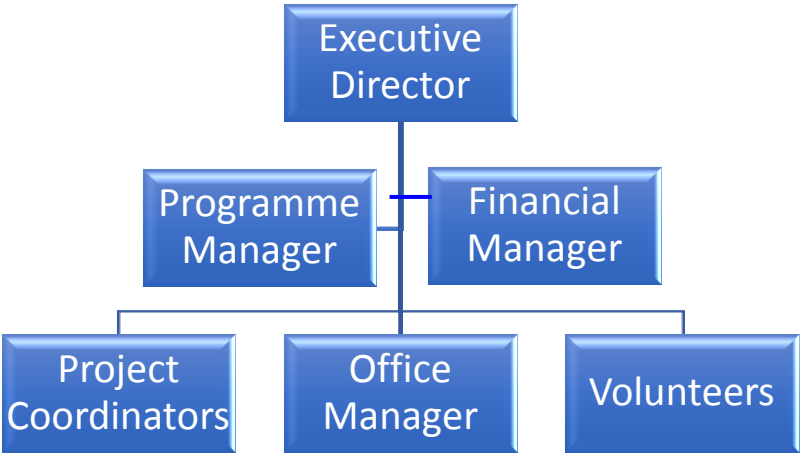 Executive
Director
Programme
Manager
Financial
Manager
Project
Coordinators
Office
Manager
Volunteers